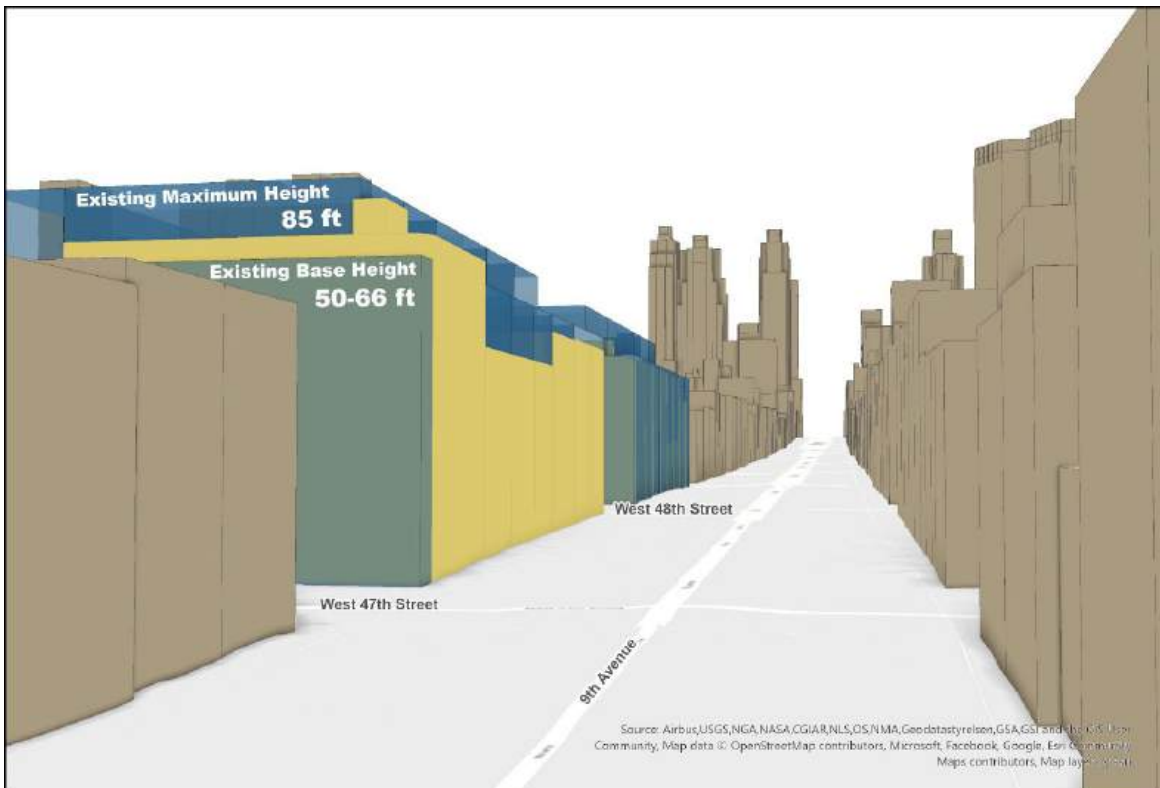 Existing Maximum Height
85 ft
Existing Base Height
50-66 ft
West 48th Street
West 47th Street
9th Avenue
Source: Airbus,USGS,NGA,NASA,CGIAR,NLS,OS,NMA,Geodatastyrelsen,GSA,GSI and the GIS User
Community, Map data © OpenStreetMap contributors, Microsoft, Facebook, Google, Esri Community
Maps contributors, Map layer